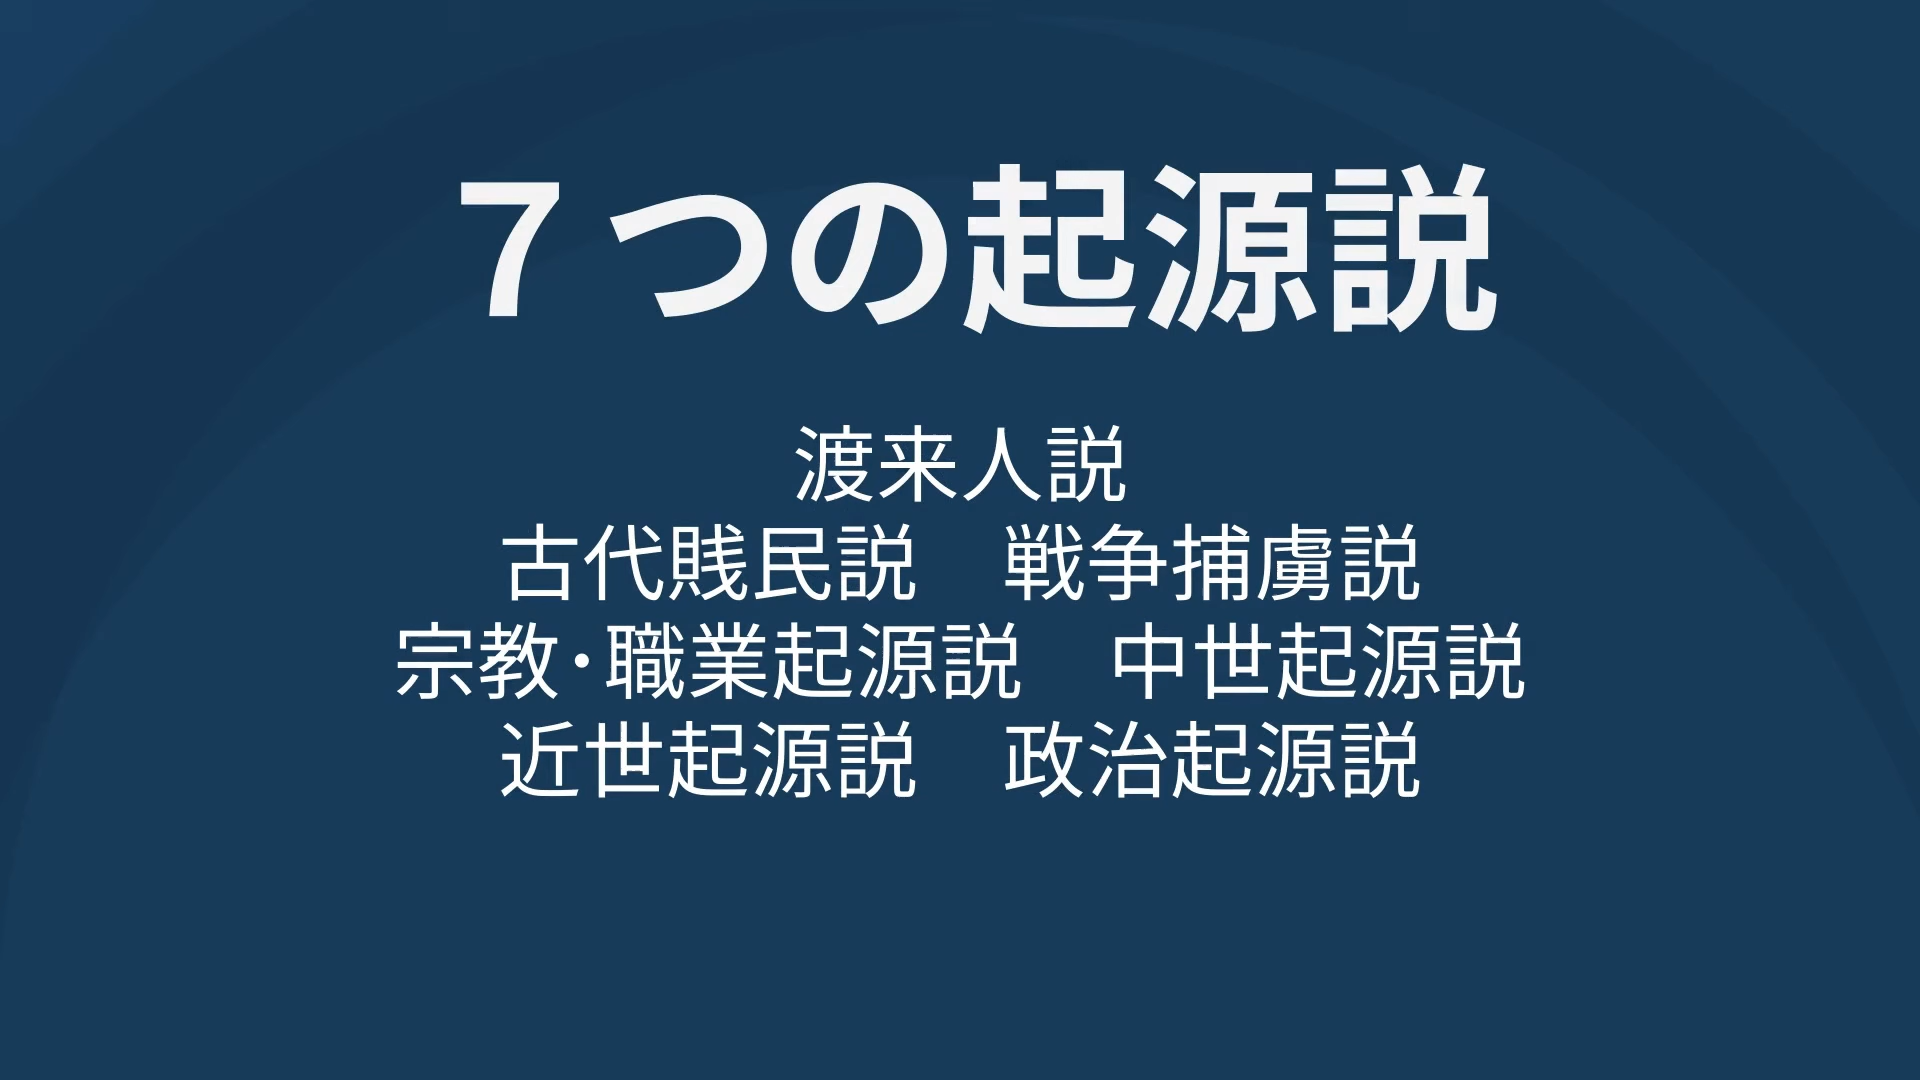 ７つの起源説
渡来人説
古代賎民説　戦争捕虜説
宗教・職業起源説　中世起源説
近世起源説　政治起源説